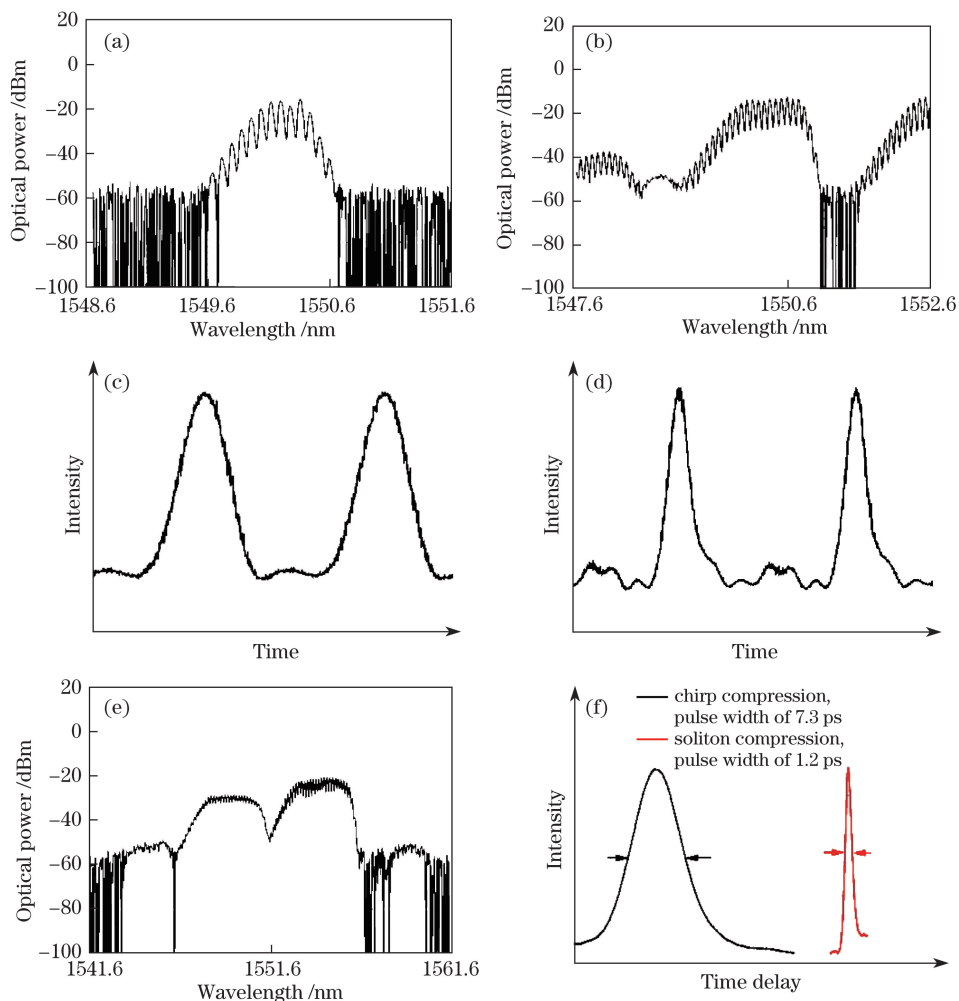 (a)
20
0
−20
−40
−60
−80
−100
Optical power /dBm
1548.6 1549.6 1550.6 1551.6
Wavelength /nm
(b)
20
0
−20
−40
−60
−80
−100
Optical power /dBm
1547.6 1550.6 1552.6
Wavelength /nm
(c)
Intensity
Time
(d)
Intensity
Time
(e)
20
0
−20
−40
−60
−80
−100
Optical power /dBm
1541.6 1551.6 1561.6
Wavelength /nm
(f)
chirp compression,
pulse width of 7.3 ps
soliton compression,
pulse width of 1.2 ps
Intensity
Time delay